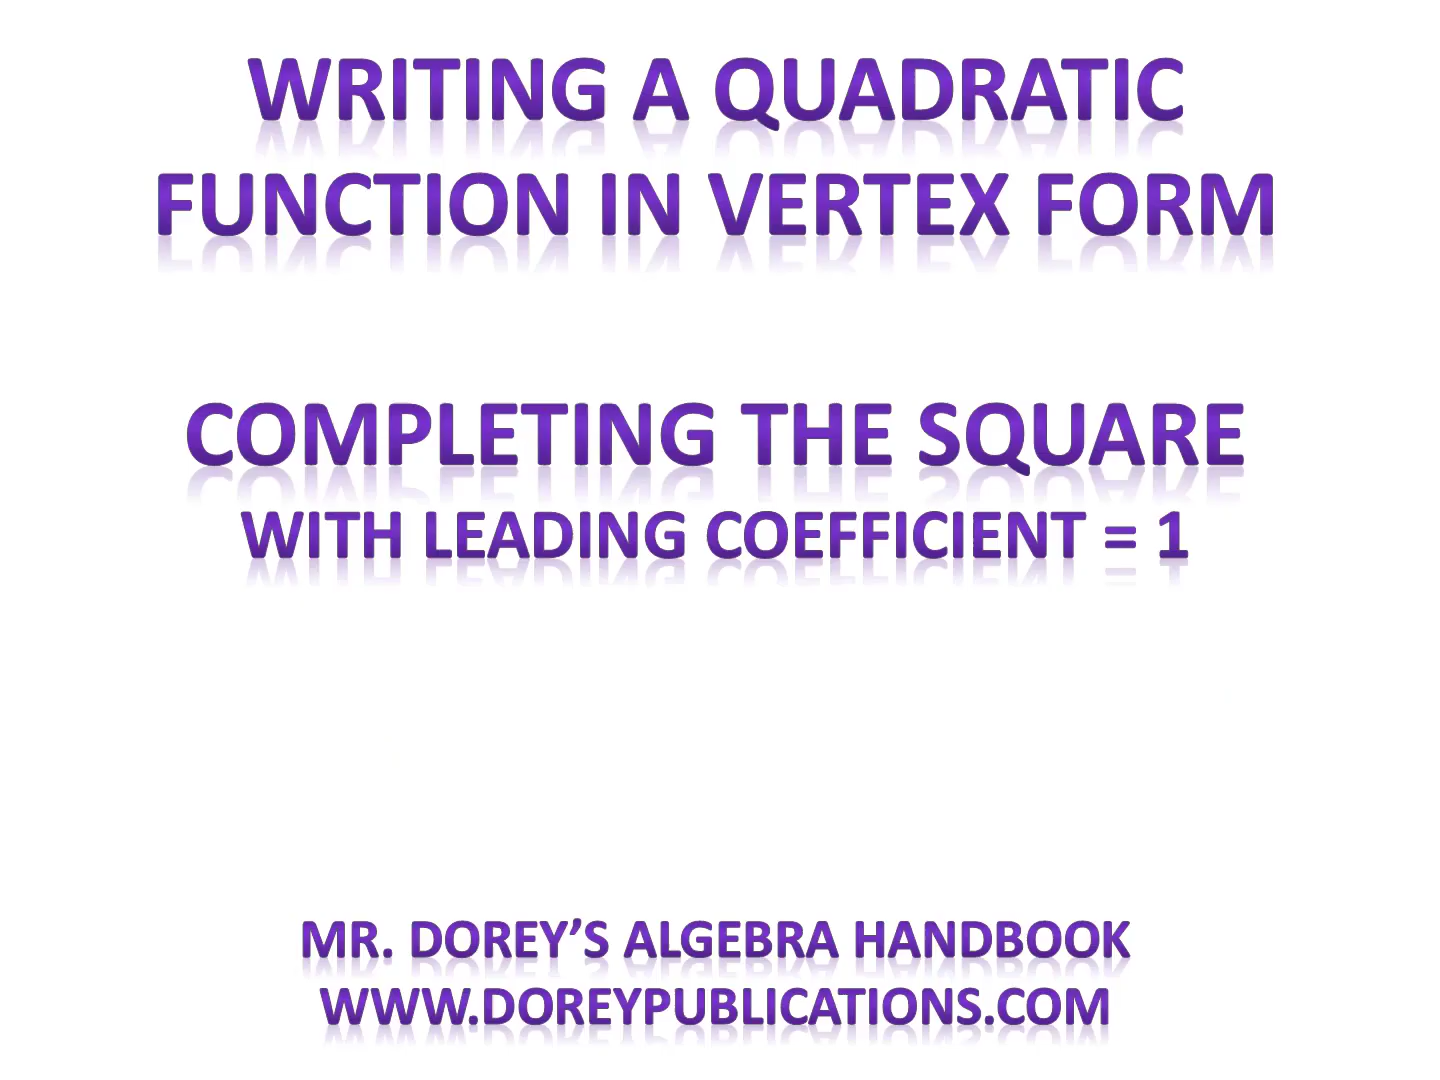 WRITING A QUADRATIC
FUNCTION IN VERTEX FORM
COMPLETING THE SQUARE
WITH LEADING COEFFICIENT = 1
MR. DOREY’S ALGEBRA HANDBOOK
WWW.DOREYPUBLICATIONS.COM